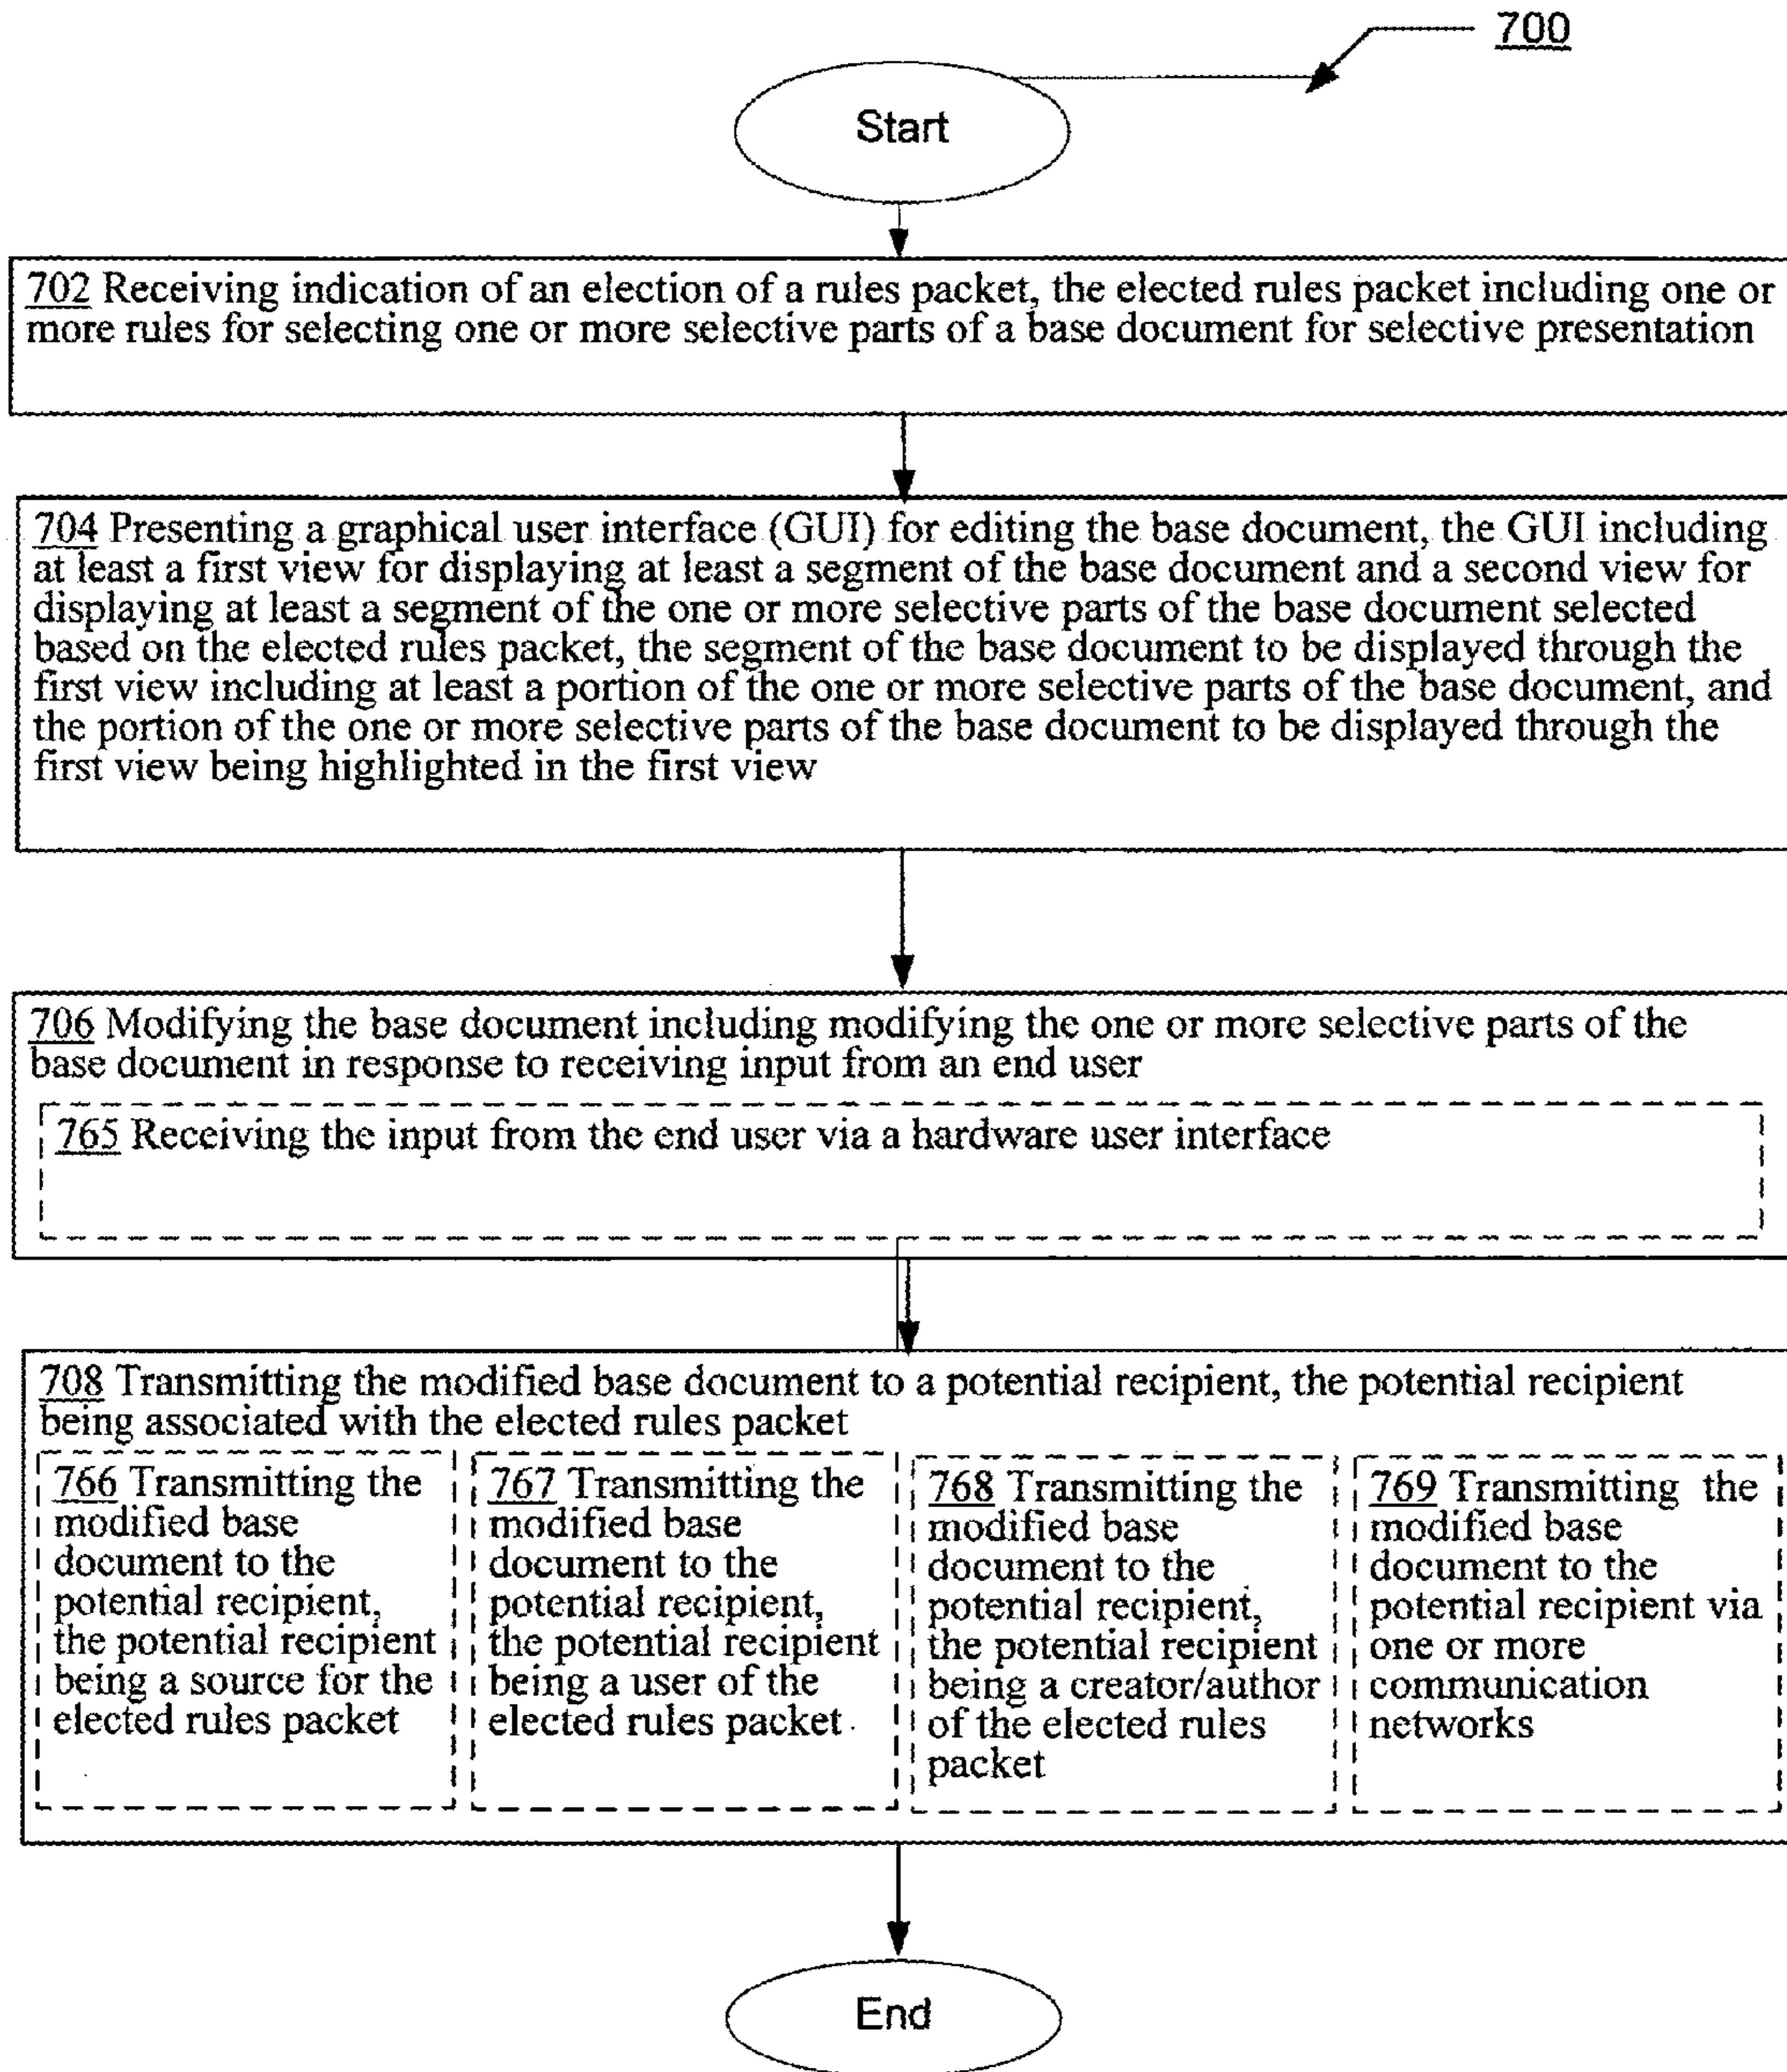 700
Start
702 Receiving indication of an election of a rules packet, the elected rules packet including one or
more rules for selecting one or more selective parts of a base document for selective presentation
704 Presenting a graphical user interface (GUI) for editing the base document, the GUI including
at least a first view for displaying at least a segment of the base document and a second view for
displaying at least a segment of the one or more selective parts of the base document selected
based on the elected rules packet, the segment of the base document to be displayed through the
first view including at least a portion of the one or more selective parts of the base document, and
the portion of the one or more selective parts of the base document to be displayed through the
first view being highlighted in the first view
706 Modifying the base document including modifying the one or more selective parts of the
base document in response to receiving input from an end user
765 Receiving the input from the end user via a hardware user interface
708 Transmitting the modified base document to a potential recipient, the potential recipient
being associated with the elected rules packet
766 Transmitting the
modified base
document to the
potential recipient,
the potential recipient
being a source for the
elected rules packet
767 Transmitting the
modified base
document to the
potential recipient,
the potential recipient
being a user of the
elected rules packet
768 Transmitting the
modified base
document to the
potential recipient,
the potential recipient
being a creator/author
of the elected rules
packet
769 Transmitting the
modified base
document to the
potential recipient via
one or more
communication
networks
End